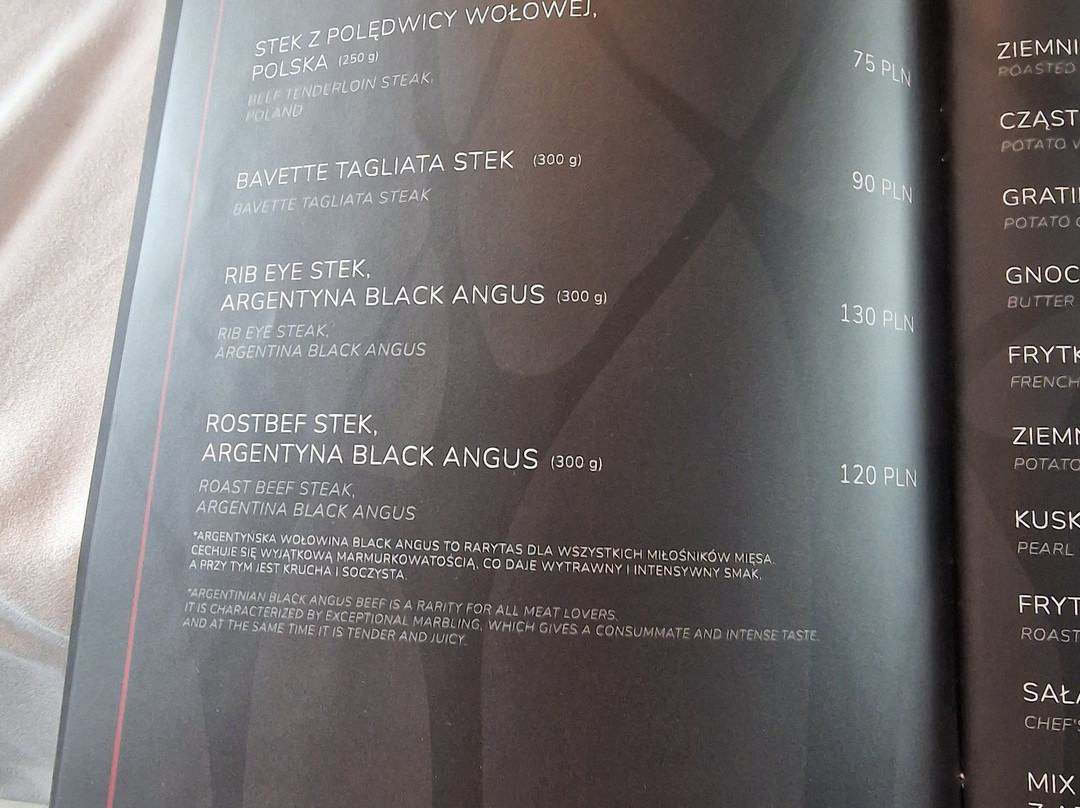 STEK Z POLĘDWICY WOŁOWEJ,
POLSKA (250 g)
75 PLN
BEEF TENDERLOIN STEAK,
POLAND
BAVETTE TAGLIATA STEK (300 g)
90 PLN
BAVETTE TAGLIATA STEAK
RIB EYE STEK,
ARGENTYNA BLACK ANGUS (300 g)
130 PLN
RIB EYE STEAK,
ARGENTINA BLACK ANGUS
ROSTBEF STEK,
ARGENTYNA BLACK ANGUS (300 g)
120 PLN
ROAST BEEF STEAK,
ARGENTINA BLACK ANGUS
*ARGENTYŃSKA WOŁOWINA BLACK ANGUS TO RARYTAS DLA WSZYSTKICH MIŁOŚNIKÓW MIĘSA.
CECHUJE SIĘ WYJĄTKOWĄ MARMURKOWATOŚCIĄ, CO DAJE WYTRAWNY I INTENSYWNY SMAK,
A PRZY TYM JEST KRUCHA I SOCZYSTA.
*ARGENTINIAN BLACK ANGUS BEEF IS A RARITY FOR ALL MEAT LOVERS.
IT IS CHARACTERIZED BY EXCEPTIONAL MARBLING, WHICH GIVES A CONSUMMATE AND INTENSE TASTE.
AND AT THE SAME TIME IT IS TENDER AND JUICY.
ZIEMNI
ROASTED
CZĄST
POTATO
GRATI
POTATO
GNOC
BUTTER
FRYTK
FRENCH
ZIEMN
POTATO
KUSK
PEARL
FRYT
ROAST
SAŁA
CHEF'S
MIX